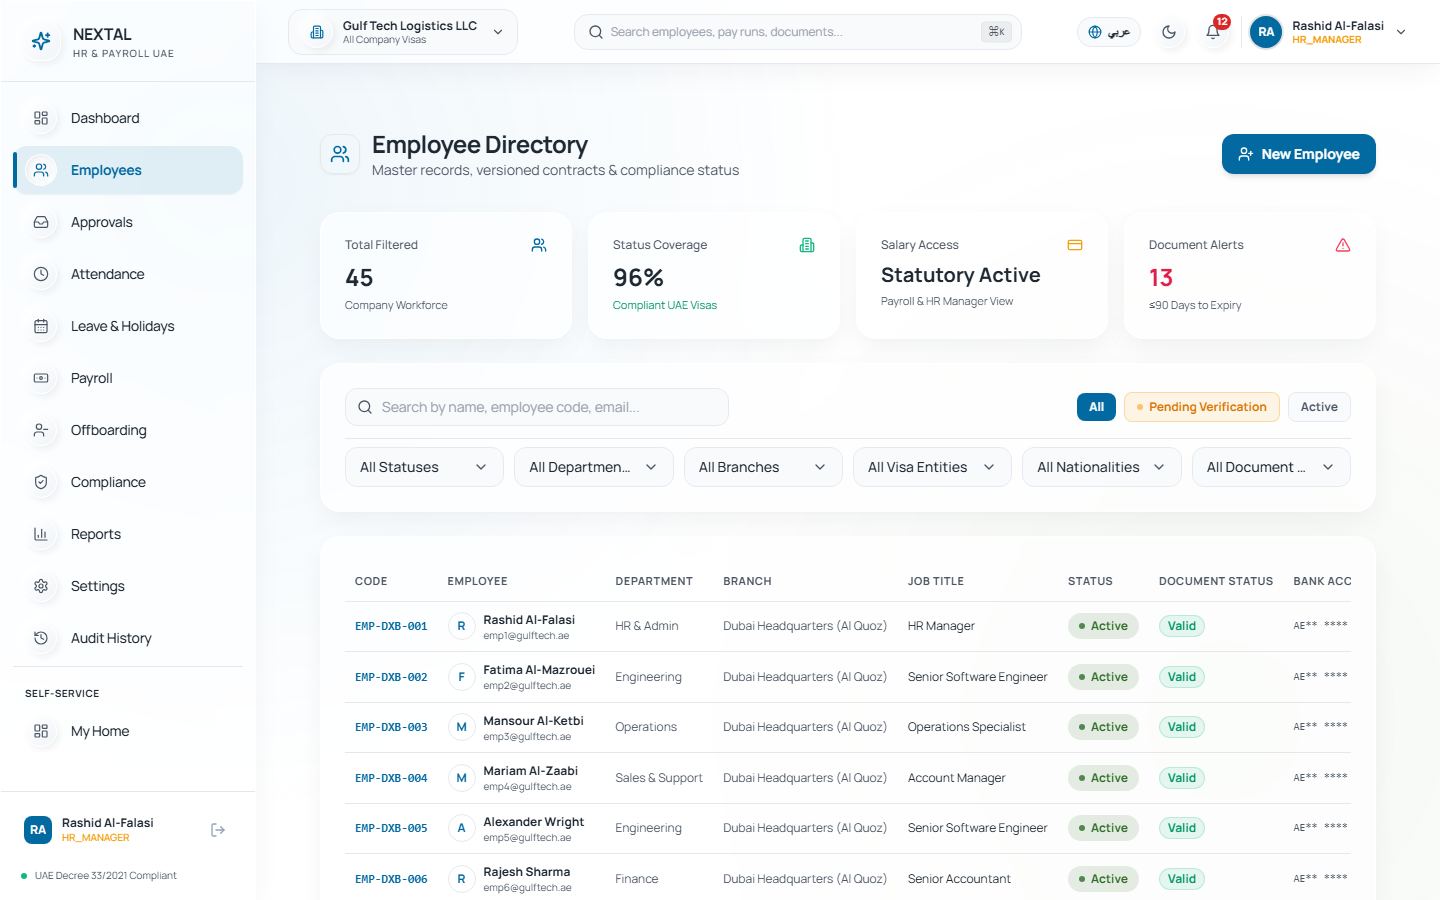 NEXTAL
HR & PAYROLL UAE
Dashboard
Employees
Approvals
Attendance
Leave & Holidays
Payroll
Offboarding
Compliance
Reports
Settings
Audit History
SELF-SERVICE
My Home
RA
Rashid Al-Falasi
HR_MANAGER
UAE Decree 33/2021 Compliant
Gulf Tech Logistics LLC
All Company Visas
Search employees, pay runs, documents...
⌘K
عربي
12
RA
Rashid Al-Falasi
HR_MANAGER
Employee Directory
Master records, versioned contracts & compliance status
New Employee
Total Filtered
45
Company Workforce
Status Coverage
96%
Compliant UAE Visas
Salary Access
Statutory Active
Payroll & HR Manager View
Document Alerts
13
≤90 Days to Expiry
Search by name, employee code, email...
All
Pending Verification
Active
All Statuses
All Departmen...
All Branches
All Visa Entities
All Nationalities
All Document ...
CODE EMPLOYEE DEPARTMENT BRANCH JOB TITLE STATUS DOCUMENT STATUS BANK ACC
EMP-DXB-001 R Rashid Al-Falasi HR & Admin Dubai Headquarters (Al Quoz) HR Manager Active Valid AE** ****
emp1@gulftech.ae
EMP-DXB-002 F Fatima Al-Mazrouei Engineering Dubai Headquarters (Al Quoz) Senior Software Engineer Active Valid AE** ****
emp2@gulftech.ae
EMP-DXB-003 M Mansour Al-Ketbi Operations Dubai Headquarters (Al Quoz) Operations Specialist Active Valid AE** ****
emp3@gulftech.ae
EMP-DXB-004 M Mariam Al-Zaabi Sales & Support Dubai Headquarters (Al Quoz) Account Manager Active Valid AE** ****
emp4@gulftech.ae
EMP-DXB-005 A Alexander Wright Engineering Dubai Headquarters (Al Quoz) Senior Software Engineer Active Valid AE** ****
emp5@gulftech.ae
EMP-DXB-006 R Rajesh Sharma Finance Dubai Headquarters (Al Quoz) Senior Accountant Active Valid AE** ****
emp6@gulftech.ae